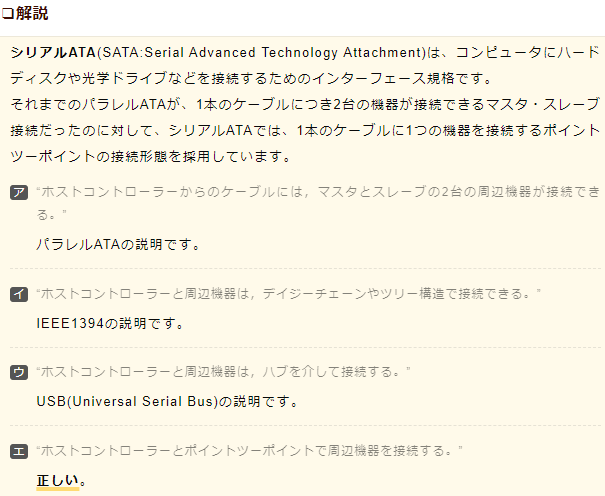 ❏解説
シリアルATA(SATA:Serial Advanced Technology Attachment)は、コンピュータにハード
ディスクや光学ドライブなどを接続するためのインターフェース規格です。
それまでのパラレルATAが、1本のケーブルにつき2台の機器が接続できるマスタ・スレーブ
接続だったのに対して、シリアルATAでは、1本のケーブルに1つの機器を接続するポイント
ツーポイントの接続形態を採用しています。
ア “ホストコントローラーからのケーブルには，マスタとスレーブの2台の周辺機器が接続でき
る。”
パラレルATAの説明です。
イ “ホストコントローラーと周辺機器は，デイジーチェーンやツリー構造で接続できる。”
IEEE1394の説明です。
ウ “ホストコントローラーと周辺機器は，ハブを介して接続する。”
USB(Universal Serial Bus)の説明です。
エ “ホストコントローラーとポイントツーポイントで周辺機器を接続する。”
正しい。